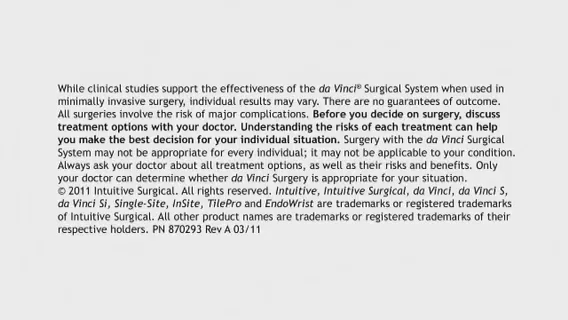 While clinical studies support the effectiveness of the da Vinci® Surgical System when used in
minimally invasive surgery, individual results may vary. There are no guarantees of outcome.
All surgeries involve the risk of major complications. Before you decide on surgery, discuss
treatment options with your doctor. Understanding the risks of each treatment can help
you make the best decision for your individual situation. Surgery with the da Vinci Surgical
System may not be appropriate for every individual; it may not be applicable to your condition.
Always ask your doctor about all treatment options, as well as their risks and benefits. Only
your doctor can determine whether da Vinci Surgery is appropriate for your situation.
© 2011 Intuitive Surgical. All rights reserved. Intuitive, Intuitive Surgical, da Vinci, da Vinci S,
da Vinci Si, Single-Site, InSite, TilePro and EndoWrist are trademarks or registered trademarks
of Intuitive Surgical. All other product names are trademarks or registered trademarks of their
respective holders. PN 870293 Rev A 03/11